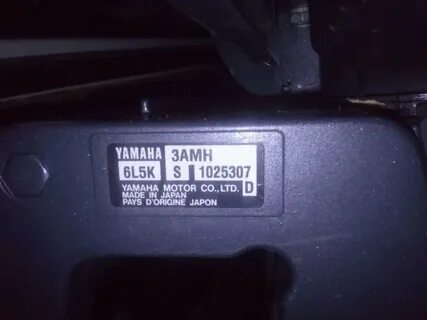 YAMAHA 3AMH
6L5K S 1025307
YAMAHA MOTOR CO., LTD. D
MADE IN JAPAN
PAYS D'ORIGINE JAPON